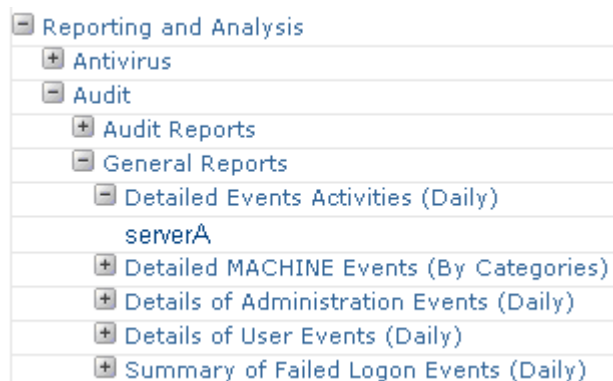 Reporting and Analysis
Antivirus
Audit
Audit Reports
General Reports
Detailed Events Activities (Daily)
serverA
Detailed MACHINE Events (By Categories)
Details of Administration Events (Daily)
Details of User Events (Daily)
Summary of Failed Logon Events (Daily)